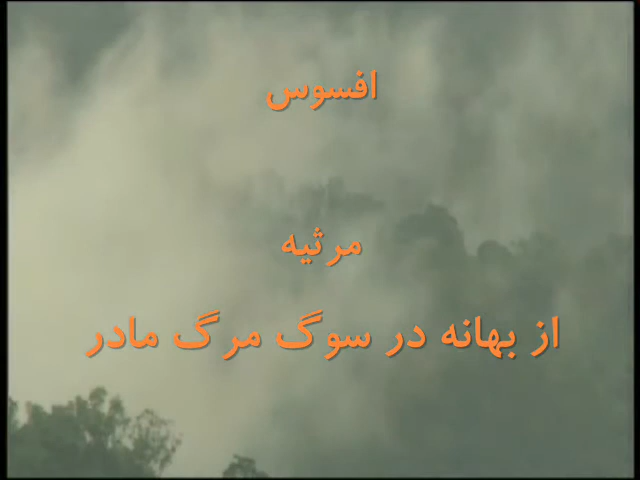 افسوس
مرثیه
از بهانه در سوگ مرگ مادر